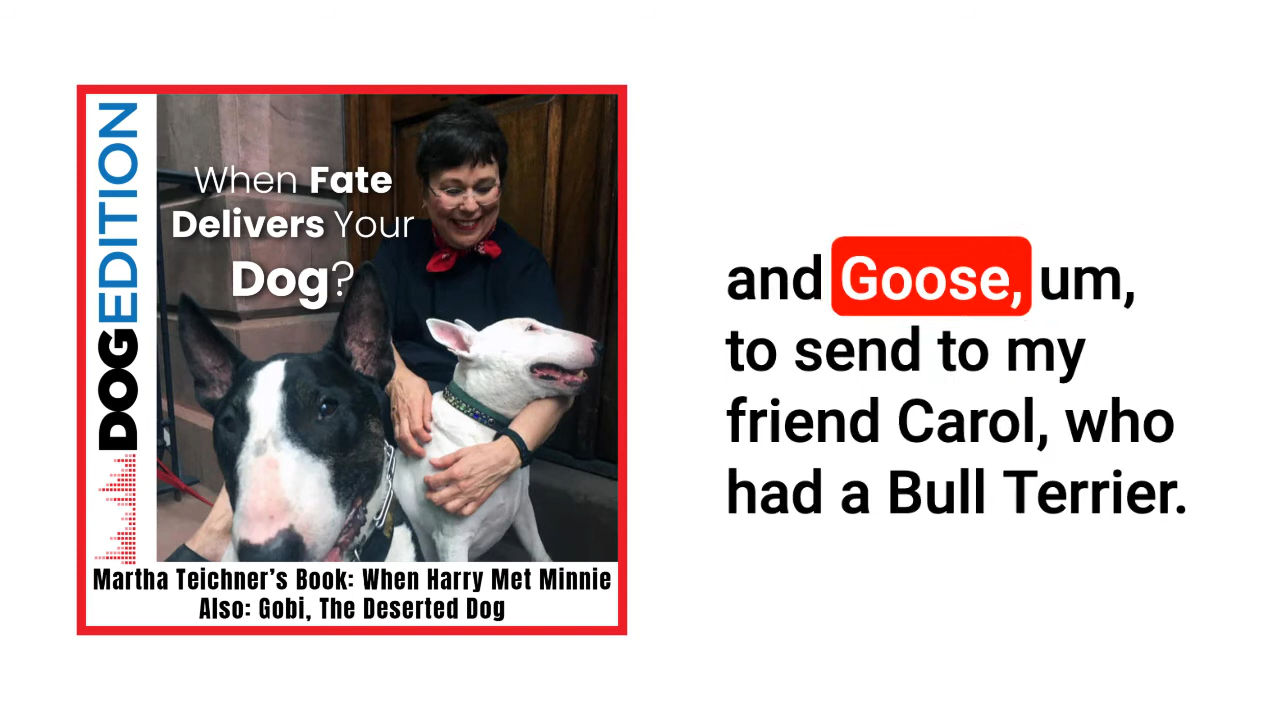 DOGEDITION
When Fate
Delivers Your
Dog?
Martha Teichner's Book: When Harry Met Minnie
Also: Gobi, The Deserted Dog
and Goose, um,
to send to my
friend Carol, who
had a Bull Terrier.